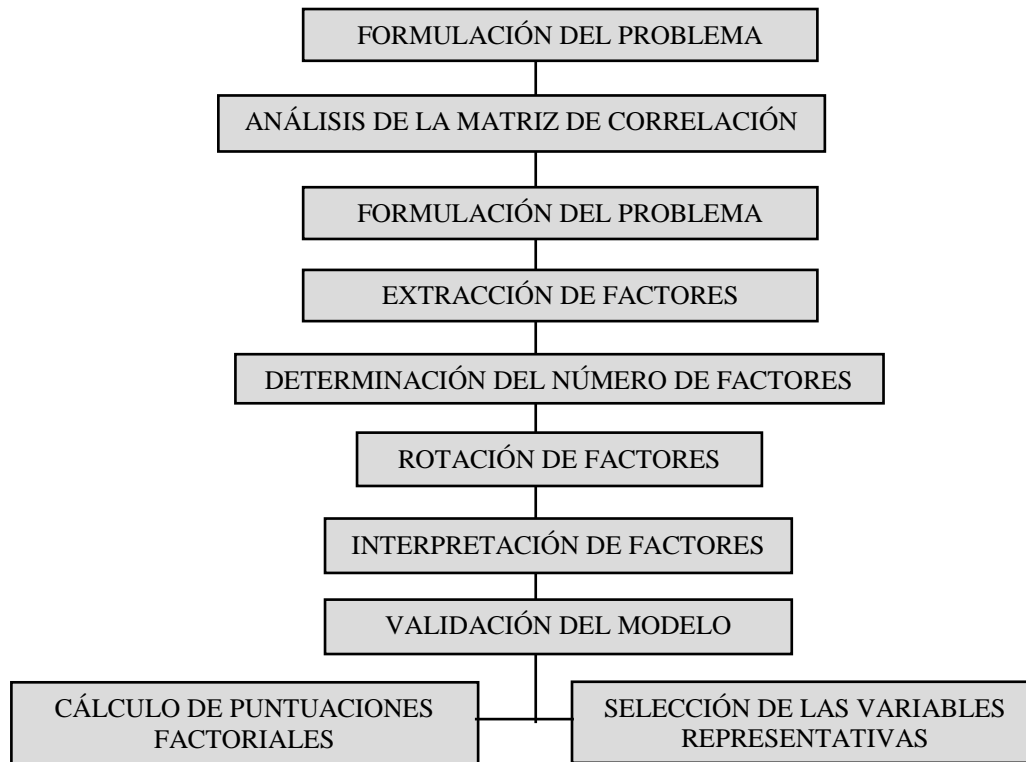 FORMULACIÓN DEL PROBLEMA
ANÁLISIS DE LA MATRIZ DE CORRELACIÓN
FORMULACIÓN DEL PROBLEMA
EXTRACCIÓN DE FACTORES
DETERMINACIÓN DEL NÚMERO DE FACTORES
ROTACIÓN DE FACTORES
INTERPRETACIÓN DE FACTORES
VALIDACIÓN DEL MODELO
CÁLCULO DE PUNTUACIONES
FACTORIALES
SELECCIÓN DE LAS VARIABLES
REPRESENTATIVAS